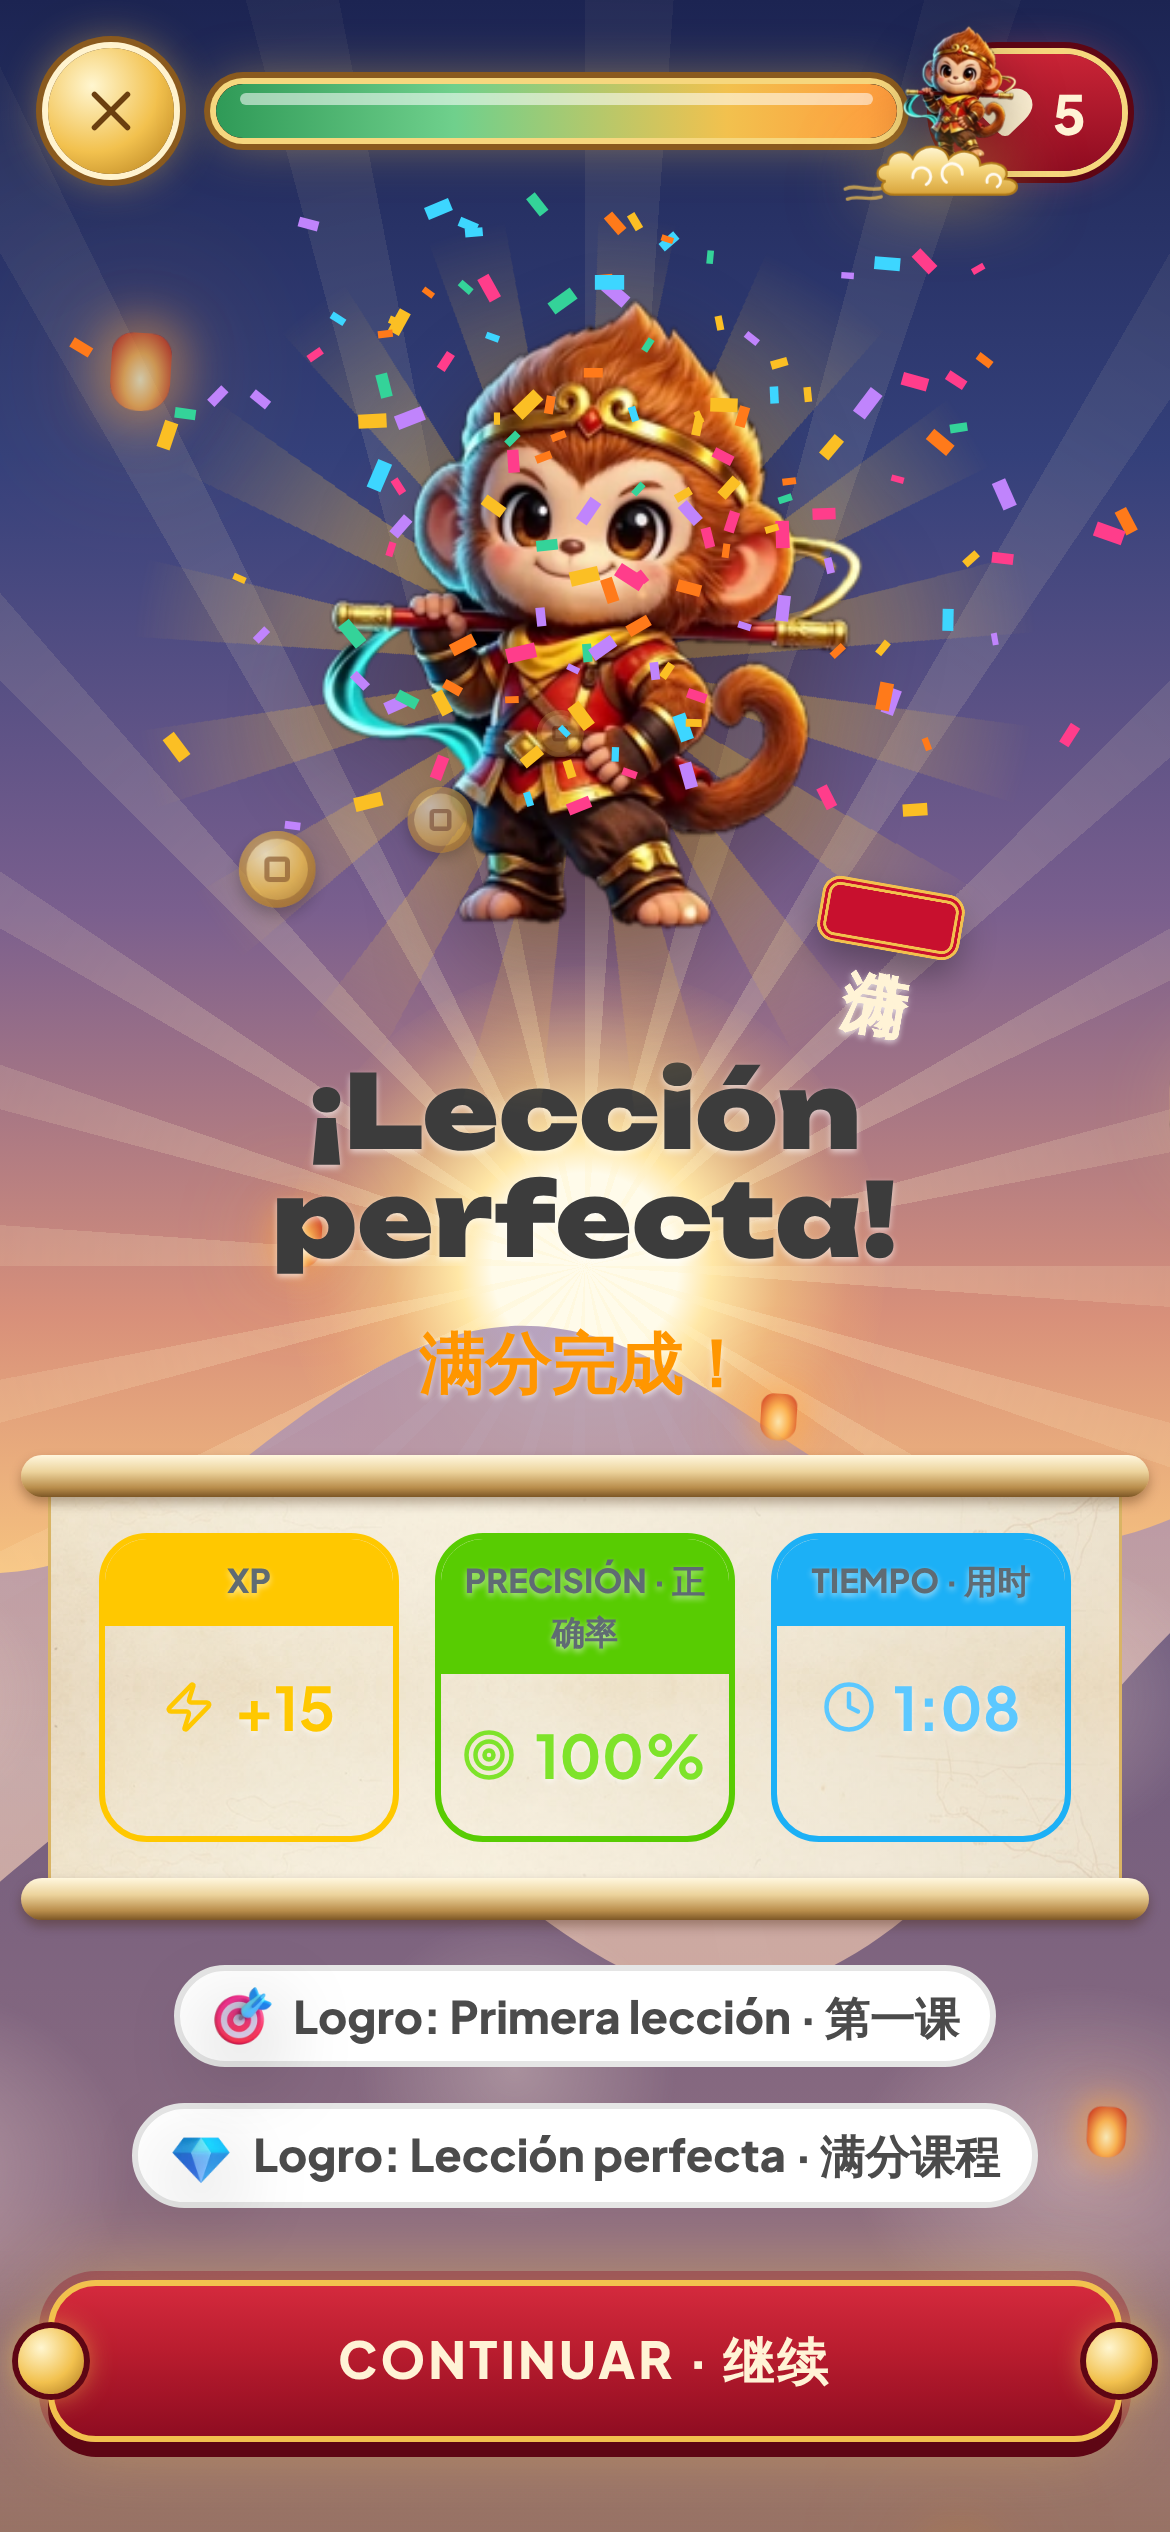 5
¡Lección
perfecta!
满分完成！
XP
PRECISIÓN · 正
确率
TIEMPO · 用时
+15
100%
1:08
Logro: Primera lección · 第一课
Logro: Lección perfecta · 满分课程
CONTINUAR · 继续